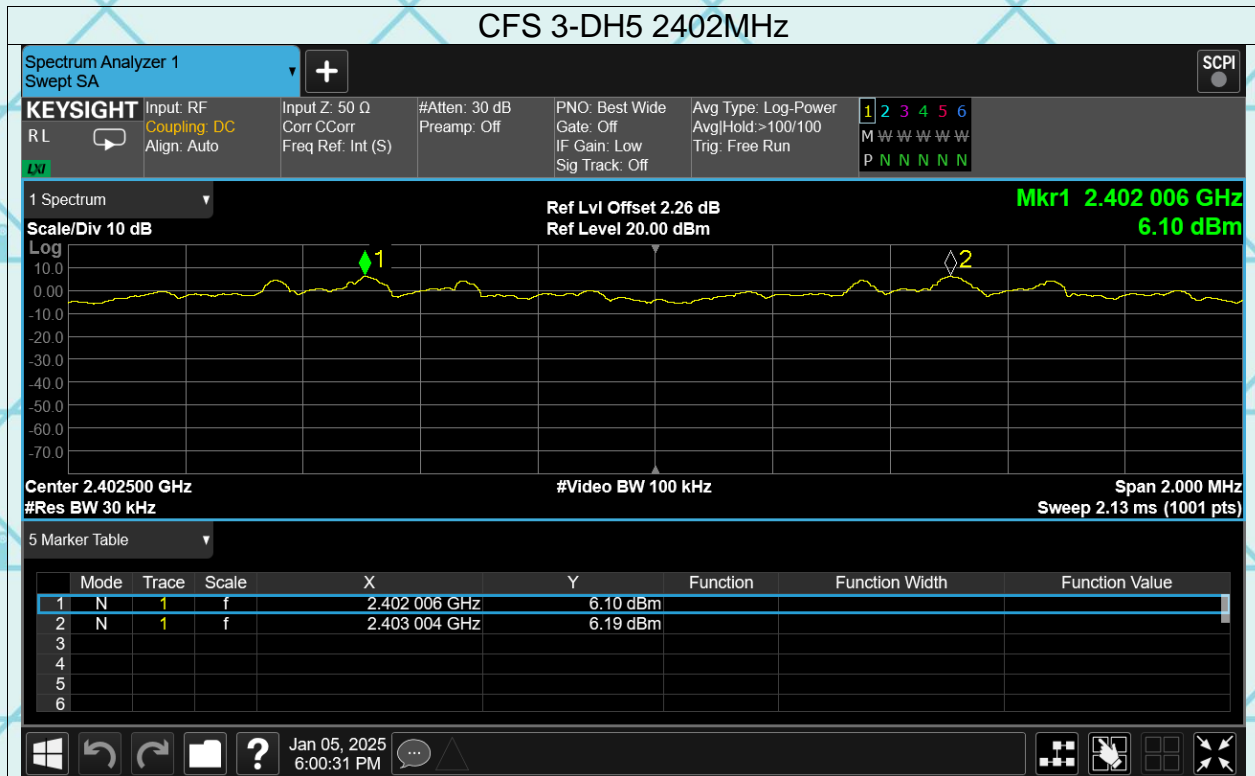 CFS 3-DH5 2402MHz
Spectrum Analyzer 1
Swept SA
▼
+
SCPI
KEYSIGHT
RL
LXI
Input: RF
Coupling: DC
Align: Auto
Input Z: 50 Ω
Corr CCorr
Freq Ref: Int (S)
#Atten: 30 dB
Preamp: Off
PNO: Best Wide
Gate: Off
IF Gain: Low
Sig Track: Off
Avg Type: Log-Power
Avg|Hold:>100/100
Trig: Free Run
1 2 3 4 5 6
M W W W W W
P N N N N N
1 Spectrum ▼
Scale/Div 10 dB
Ref Lvl Offset 2.26 dB
Ref Level 20.00 dBm
Mkr1 2.402 006 GHz
6.10 dBm
Log
10.0
0.00
-10.0
-20.0
-30.0
-40.0
-50.0
-60.0
-70.0
1
2
Center 2.402500 GHz
#Res BW 30 kHz
#Video BW 100 kHz
Span 2.000 MHz
Sweep 2.13 ms (1001 pts)
5 Marker Table ▼
Mode Trace Scale X Y Function Function Width Function Value
1 N 1 f 2.402 006 GHz 6.10 dBm
2 N 1 f 2.403 004 GHz 6.19 dBm
3
4
5
6
?
Jan 05, 2025
6:00:31 PM
...